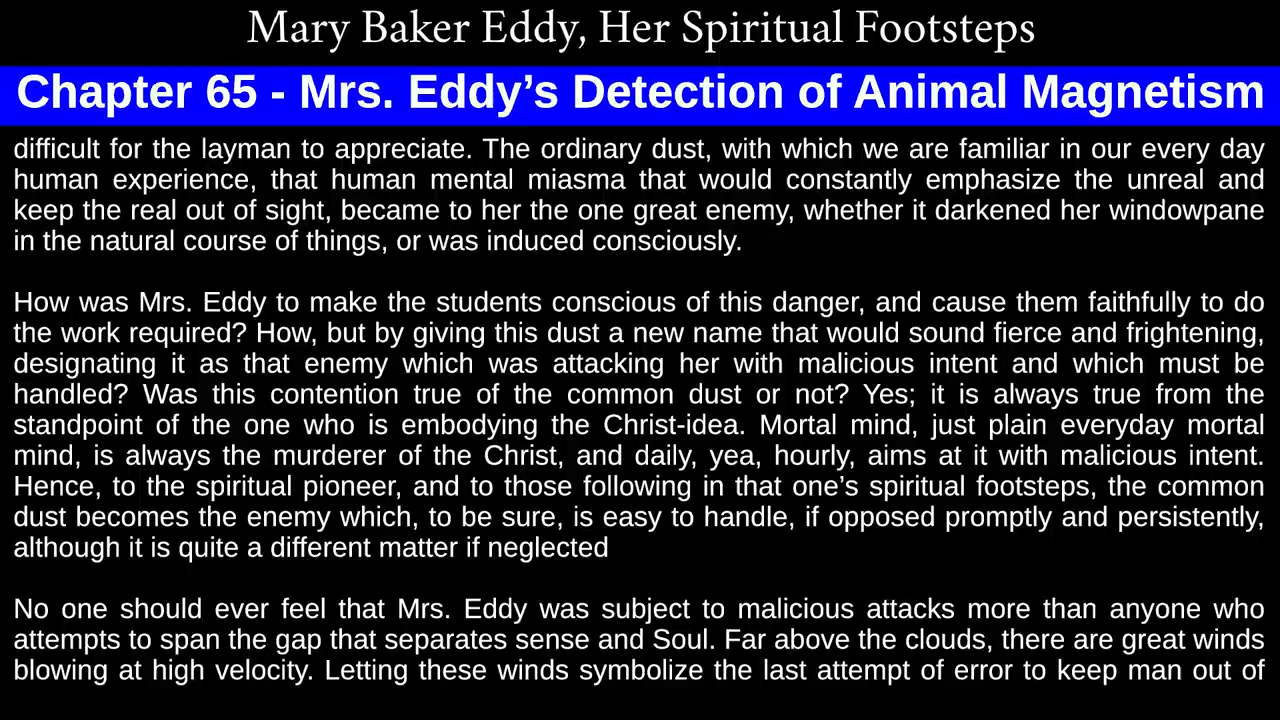 Mary Baker Eddy, Her Spiritual Footsteps
Chapter 65 - Mrs. Eddy’s Detection of Animal Magnetism
difficult for the layman to appreciate. The ordinary dust, with which we are familiar in our every day
human experience, that human mental miasma that would constantly emphasize the unreal and
keep the real out of sight, became to her the one great enemy, whether it darkened her windowpane
in the natural course of things, or was induced consciously.
How was Mrs. Eddy to make the students conscious of this danger, and cause them faithfully to do
the work required? How, but by giving this dust a new name that would sound fierce and frightening,
designating it as that enemy which was attacking her with malicious intent and which must be
handled? Was this contention true of the common dust or not? Yes; it is always true from the
standpoint of the one who is embodying the Christ-idea. Mortal mind, just plain everyday mortal
mind, is always the murderer of the Christ, and daily, yea, hourly, aims at it with malicious intent.
Hence, to the spiritual pioneer, and to those following in that one’s spiritual footsteps, the common
dust becomes the enemy which, to be sure, is easy to handle, if opposed promptly and persistently,
although it is quite a different matter if neglected
No one should ever feel that Mrs. Eddy was subject to malicious attacks more than anyone who
attempts to span the gap that separates sense and Soul. Far above the clouds, there are great winds
blowing at high velocity. Letting these winds symbolize the last attempt of error to keep man out of